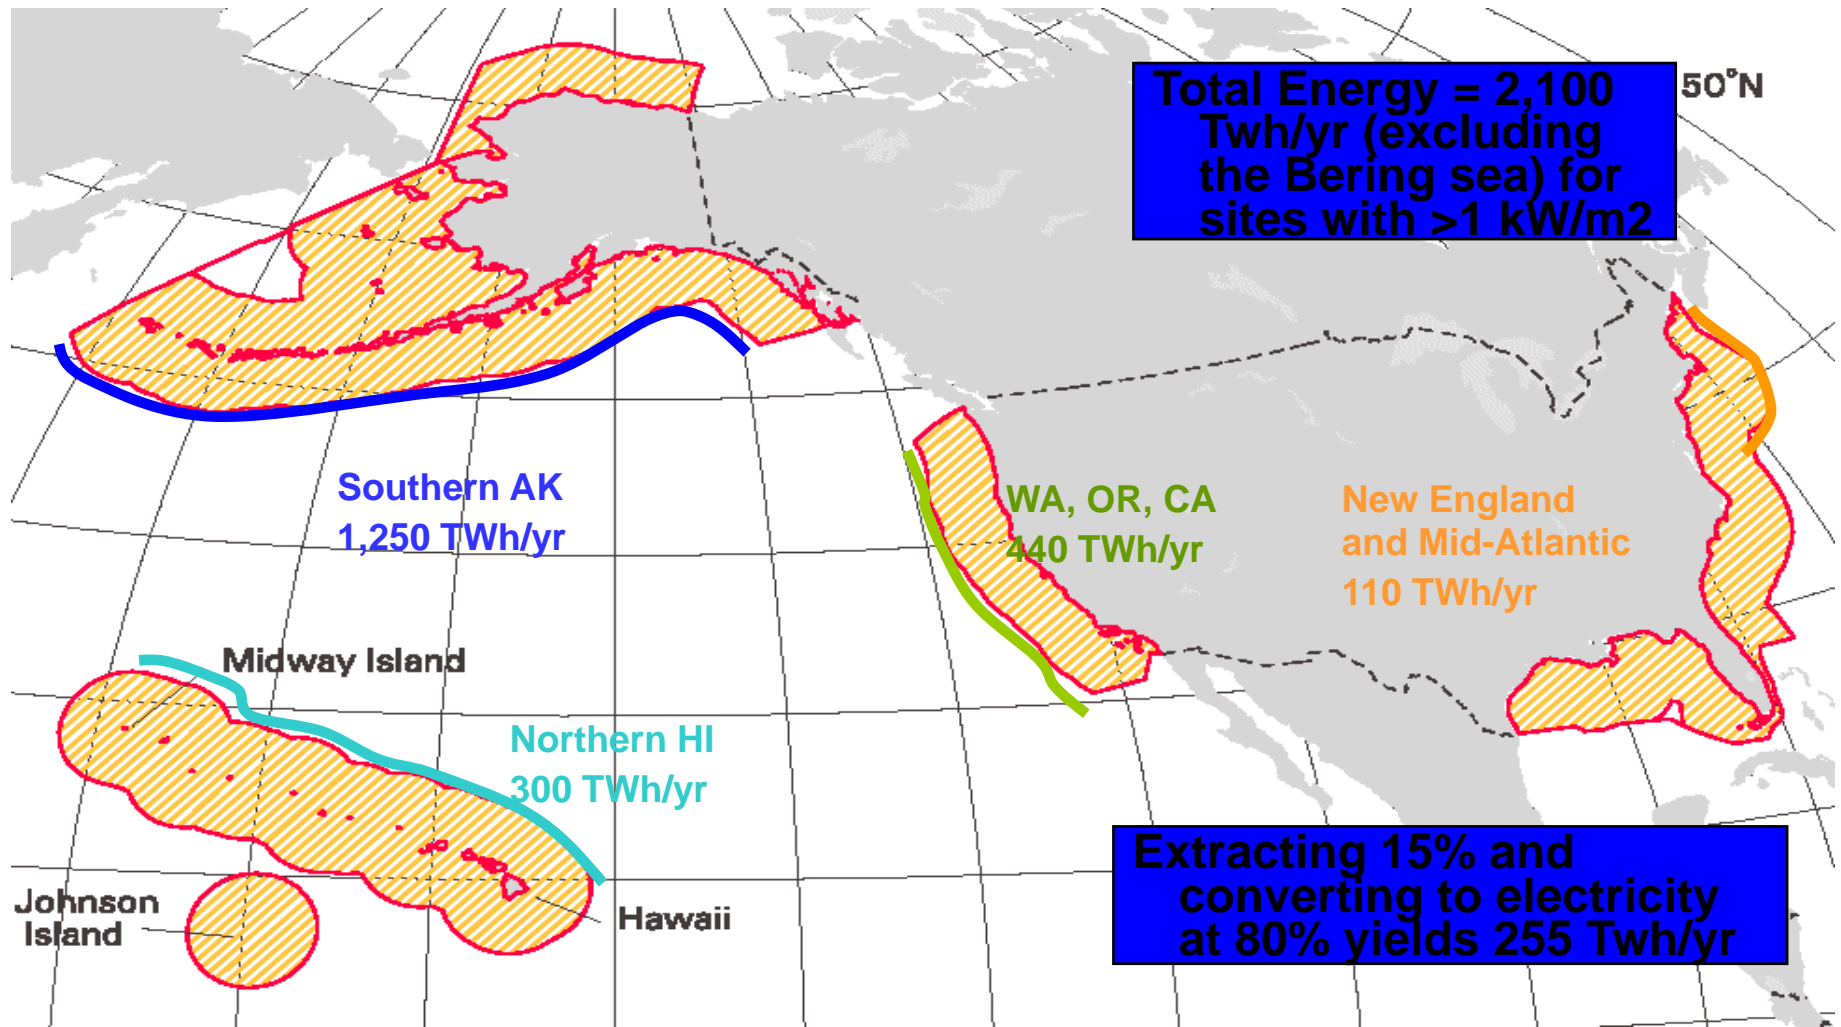 Total Energy = 2,100
Twh/yr (excluding
the Bering sea) for
sites with >1 kW/m2
50°N
Southern AK
1,250 TWh/yr
WA, OR, CA
440 TWh/yr
New England
and Mid-Atlantic
110 TWh/yr
Midway Island
Northern HI
300 TWh/yr
Johnson
Island
Hawaii
Extracting 15% and
converting to electricity
at 80% yields 255 Twh/yr